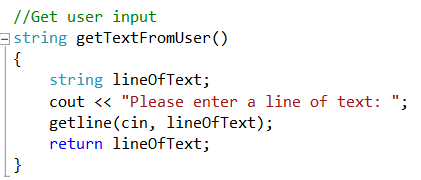 //Get user input
string getTextFromUser()
{
    string lineOfText;
    cout << "Please enter a line of text: ";
    getline(cin, lineOfText);
    return lineOfText;
}